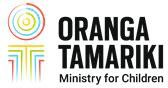 ORANGA
TAMARIKI
Ministry for Children